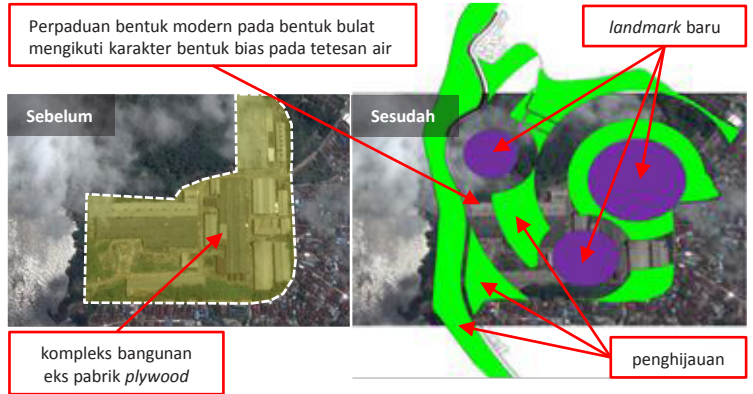 Perpaduan bentuk modern pada bentuk bulat
mengikuti karakter bentuk bias pada tetesan air
landmark baru
Sebelum
Sesudah
kompleks bangunan
eks pabrik plywood
penghijauan